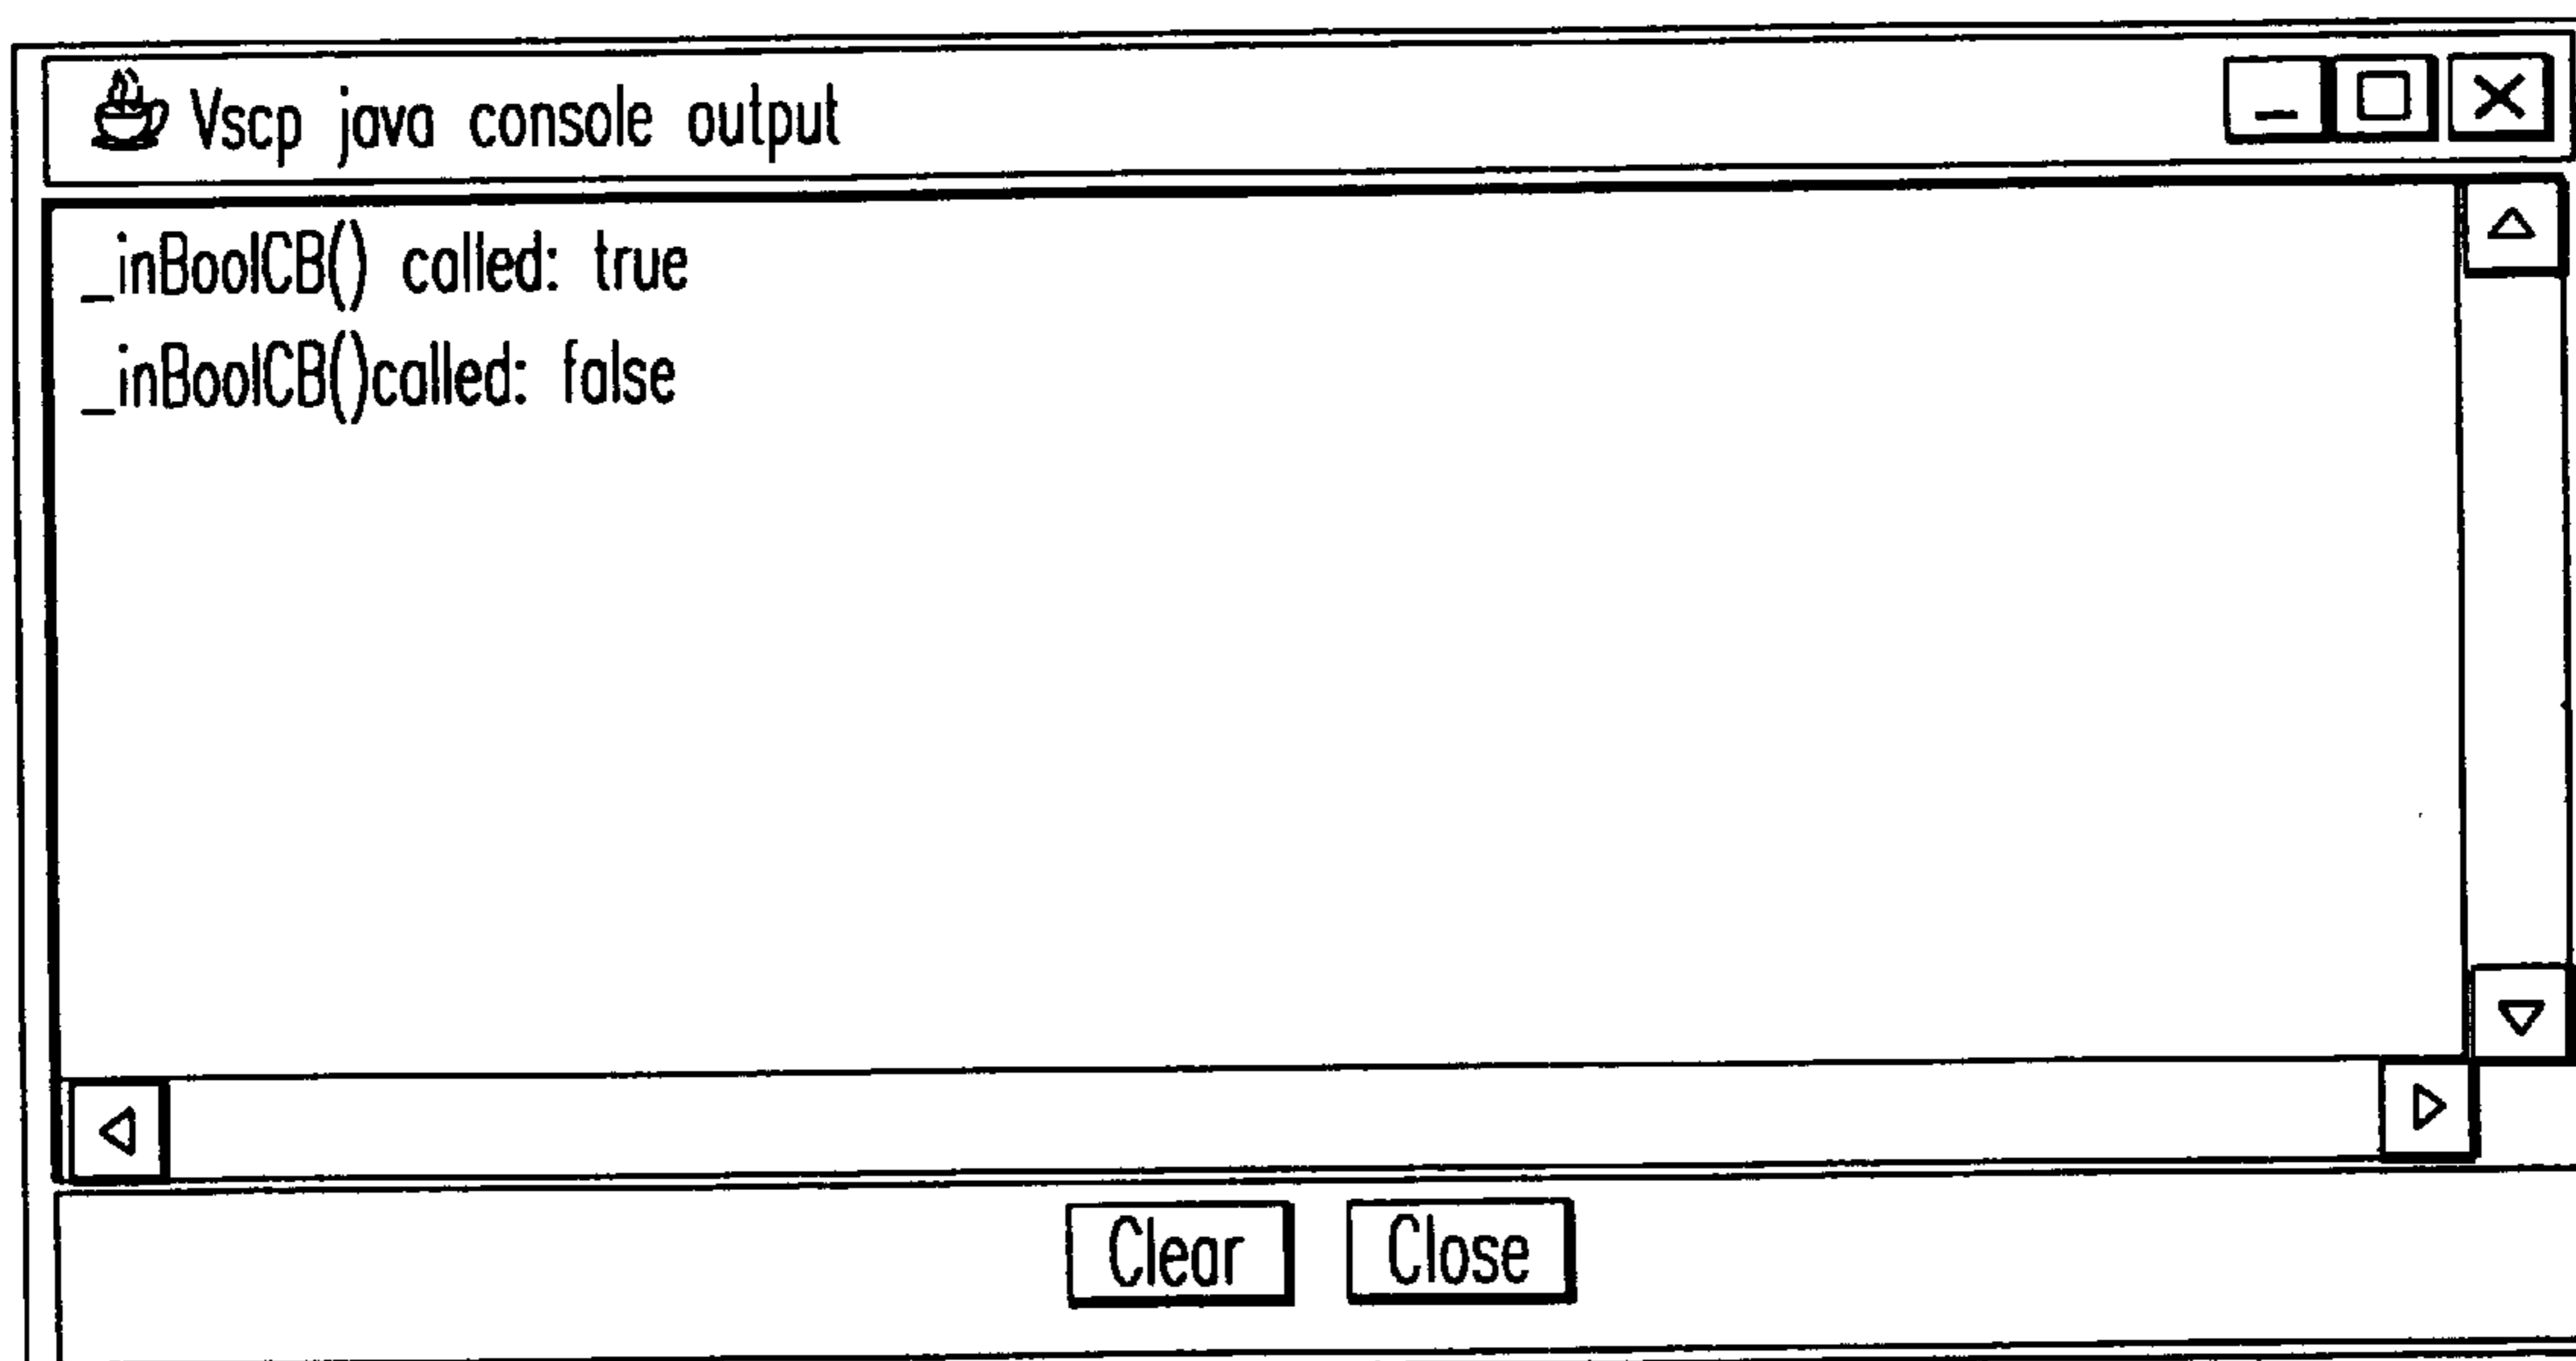 Vscp java console output
_inBoolCB() called: true
_inBoolCB()called: false
Clear Close